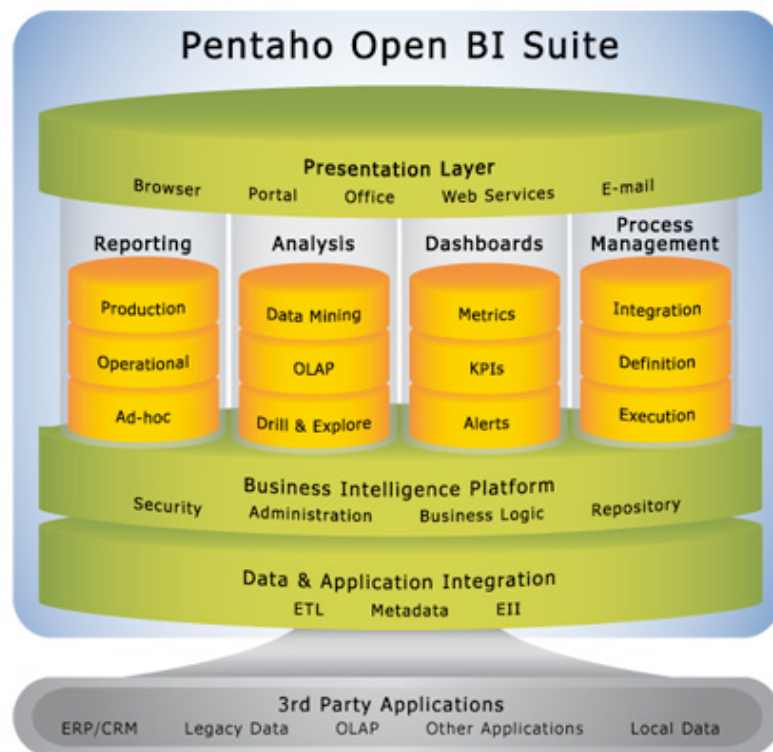 Pentaho Open BI Suite
Presentation Layer
Browser Portal Office Web Services E-mail
Reporting Analysis Dashboards Process Management
Production Data Mining Metrics Integration
Operational OLAP KPIs Definition
Ad-hoc Drill & Explore Alerts Execution
Business Intelligence Platform
Security Administration Business Logic Repository
Data & Application Integration
ETL Metadata EII
3rd Party Applications
ERP/CRM Legacy Data OLAP Other Applications Local Data